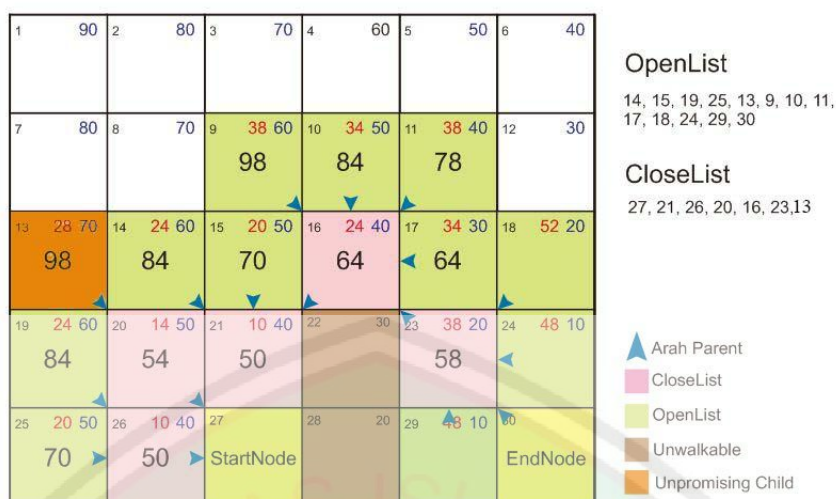 1 90 2 80 3 70 4 60 5 50 6 40
7 80 8 70 9 38 60 10 34 50 11 38 40 12 30
98 84 78
13 28 70 14 24 60 15 20 50 16 24 40 17 34 30 18 52 20
98 84 70 64 64
19 24 60 20 14 50 21 10 40 22 30 23 38 20 24 48 10
84 54 50 58
25 20 50 26 10 40 27 28 20 29 48 10 30
70 50 StartNode EndNode
OpenList
14, 15, 19, 25, 13, 9, 10, 11,
17, 18, 24, 29, 30
CloseList
27, 21, 26, 20, 16, 23,13
Arah Parent
CloseList
OpenList
Unwalkable
Unpromising Child